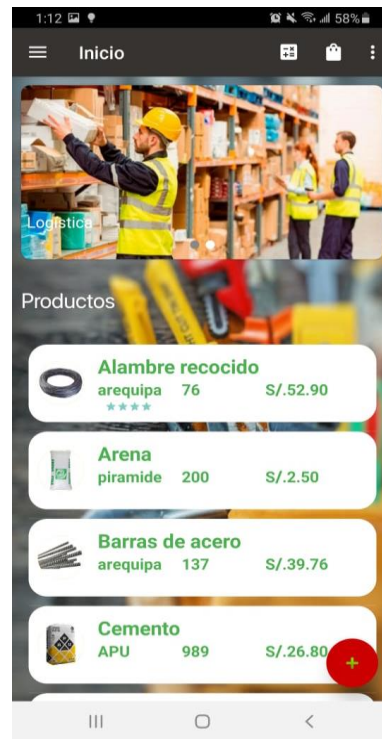 1:12 58%
Inicio
Logística
Productos
Alambre recocido
arequipa 76 S/.52.90
Arena
piramide 200 S/.2.50
Barras de acero
arequipa 137 S/.39.76
Cemento
APU 989 S/.26.80
+